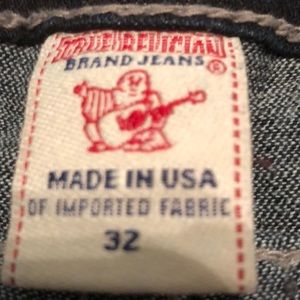 TRUE RELIGION
BRAND JEANS ®
MADE IN USA
OF IMPORTED FABRIC
32